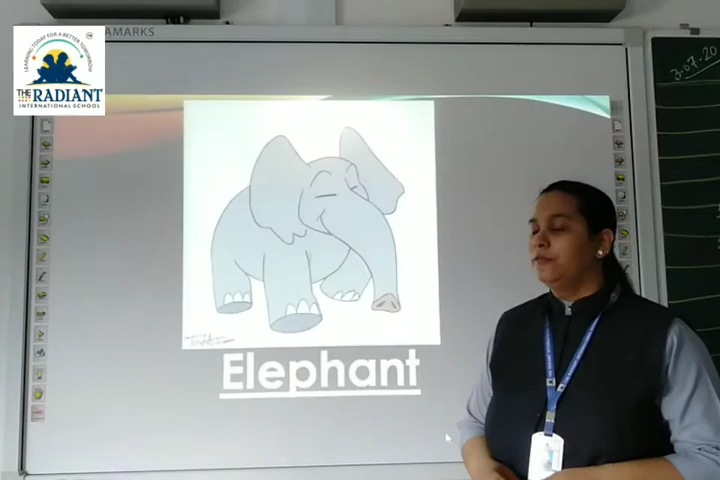 AMARKS
LEARNING TODAY FOR A BETTER TOMORROW
THE RADIANT
INTERNATIONAL SCHOOL
3.07.20
Elephant